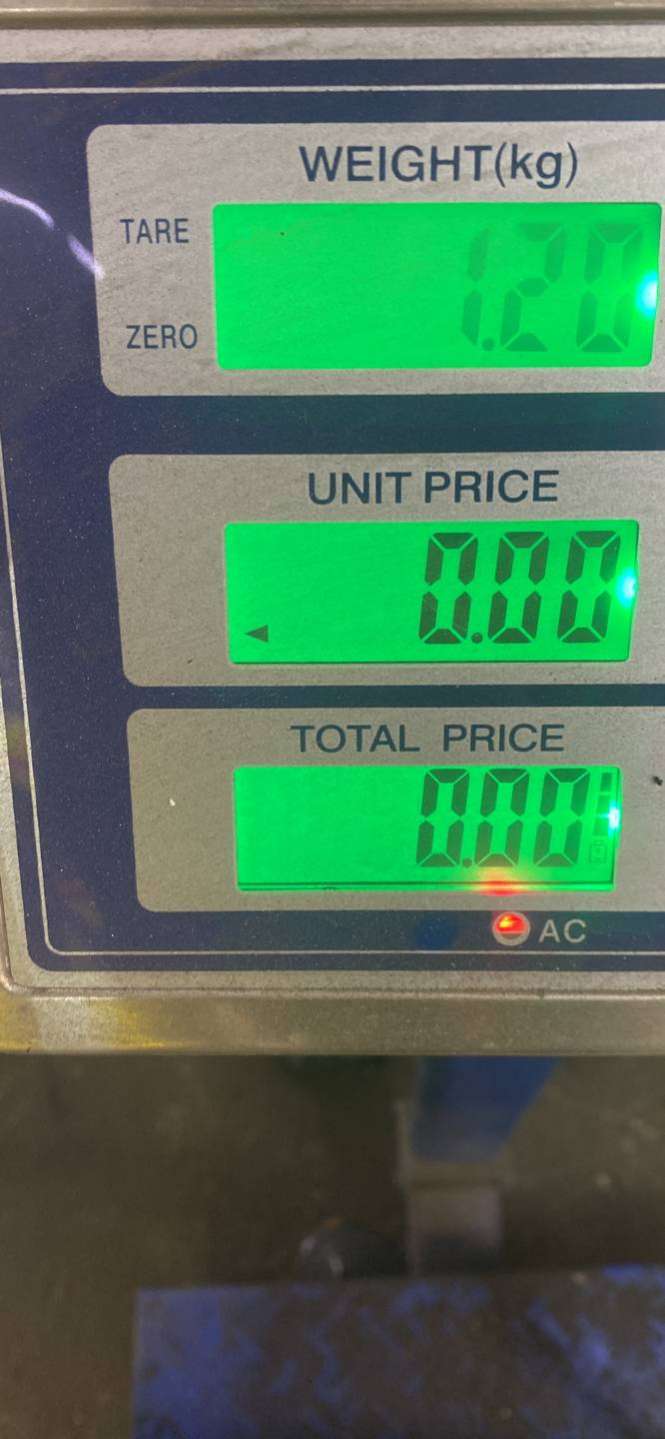 WEIGHT(kg)
TARE
1.20
ZERO
UNIT PRICE
0.00
TOTAL PRICE
0.00
AC